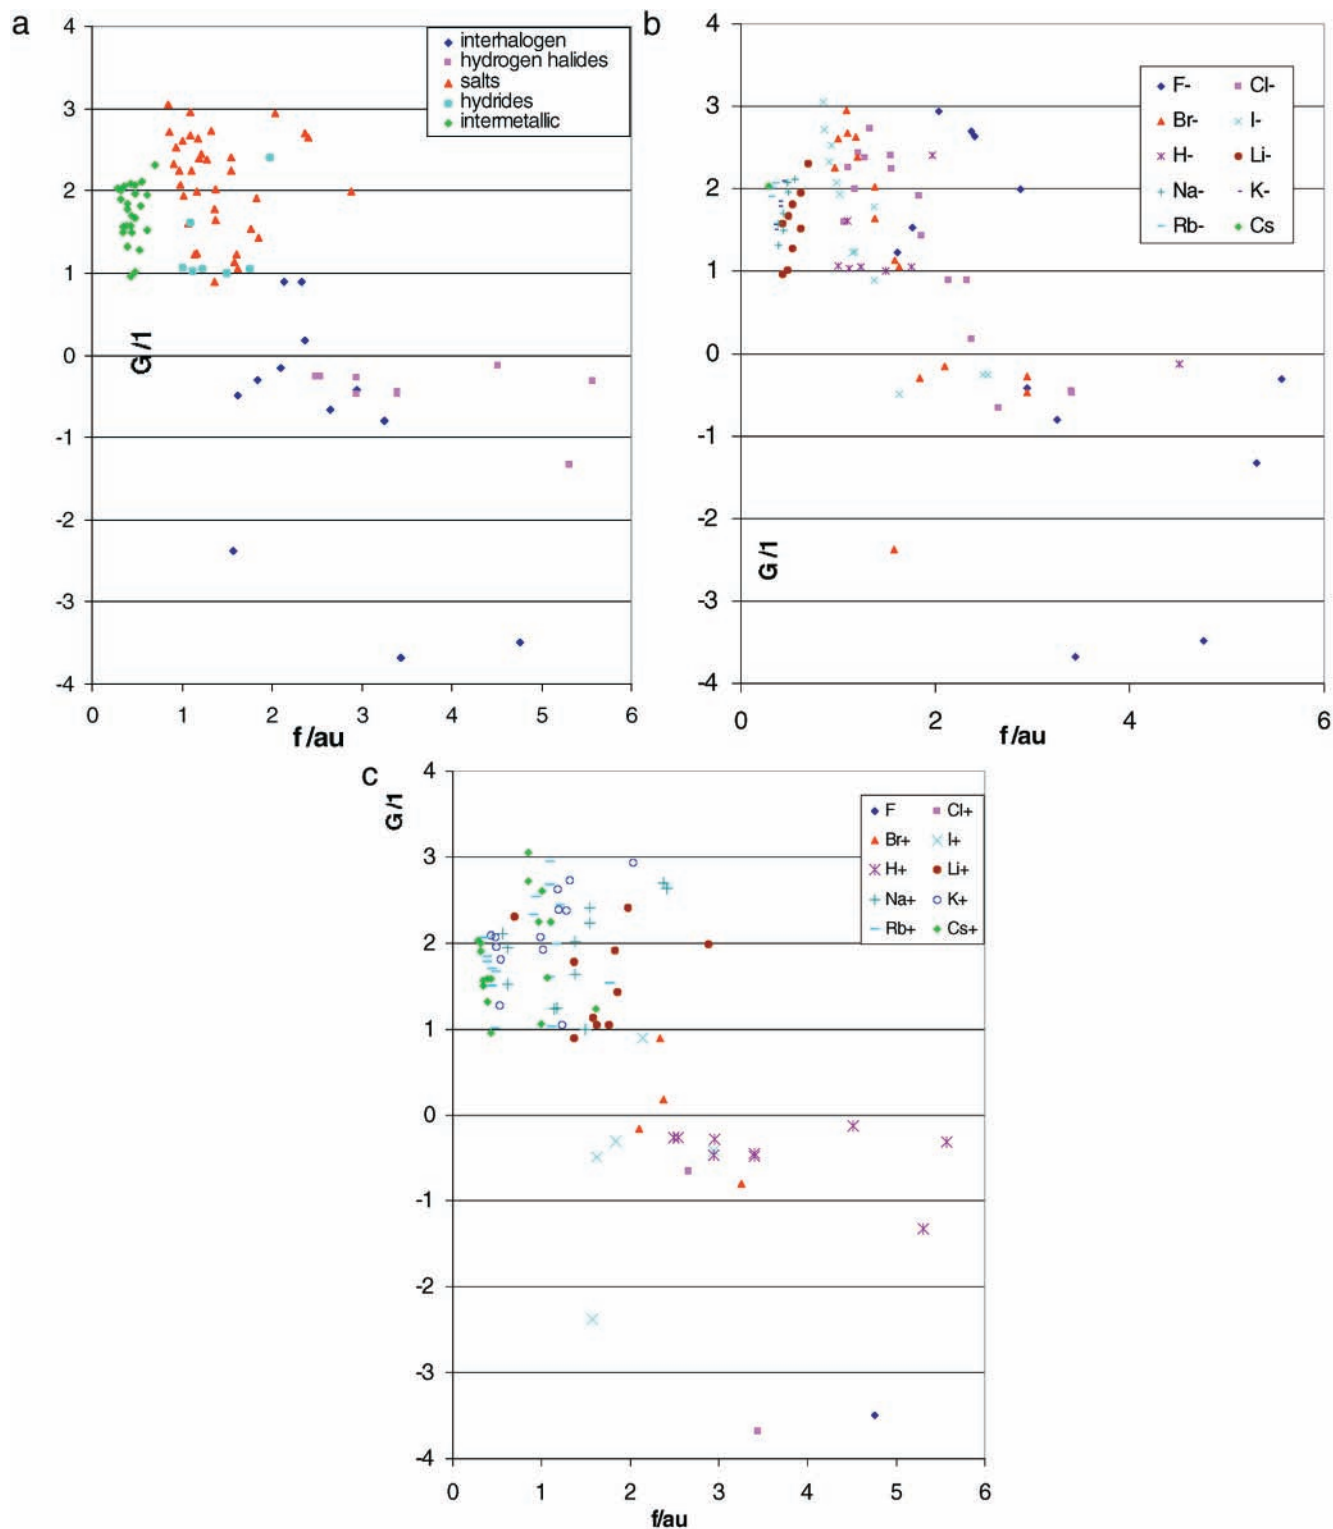 a
4
3
2
1
0
-1
-2
-3
-4
G/1
interhalogen
hydrogen halides
salts
hydrides
intermetallic
0 1 2 3 4 5 6
f/au
b
4
3
2
1
0
-1
-2
-3
-4
G/1
F- Cl-
Br- I-
H- Li-
Na- K-
Rb- Cs
0 2 4 6
f/au
c
G/1
4
3
2
1
0
-1
-2
-3
-4
F Cl+
Br+ I+
H+ Li+
Na+ K+
Rb+ Cs+
0 1 2 3 4 5 6
f/au